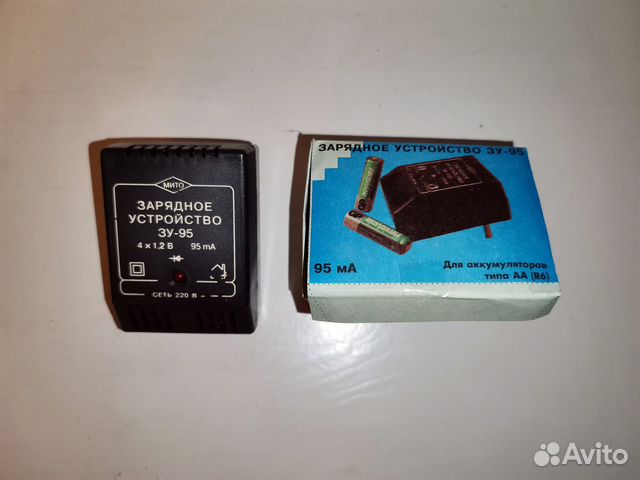 МИТО
ЗАРЯДНОЕ
УСТРОЙСТВО
ЗУ-95
4 x 1,2 В 95 mA
СЕТЬ 220 В
ЗАРЯДНОЕ УСТРОЙСТВО ЗУ-95
95 мА
Для аккумуляторов
типа АА (R6)
Avito